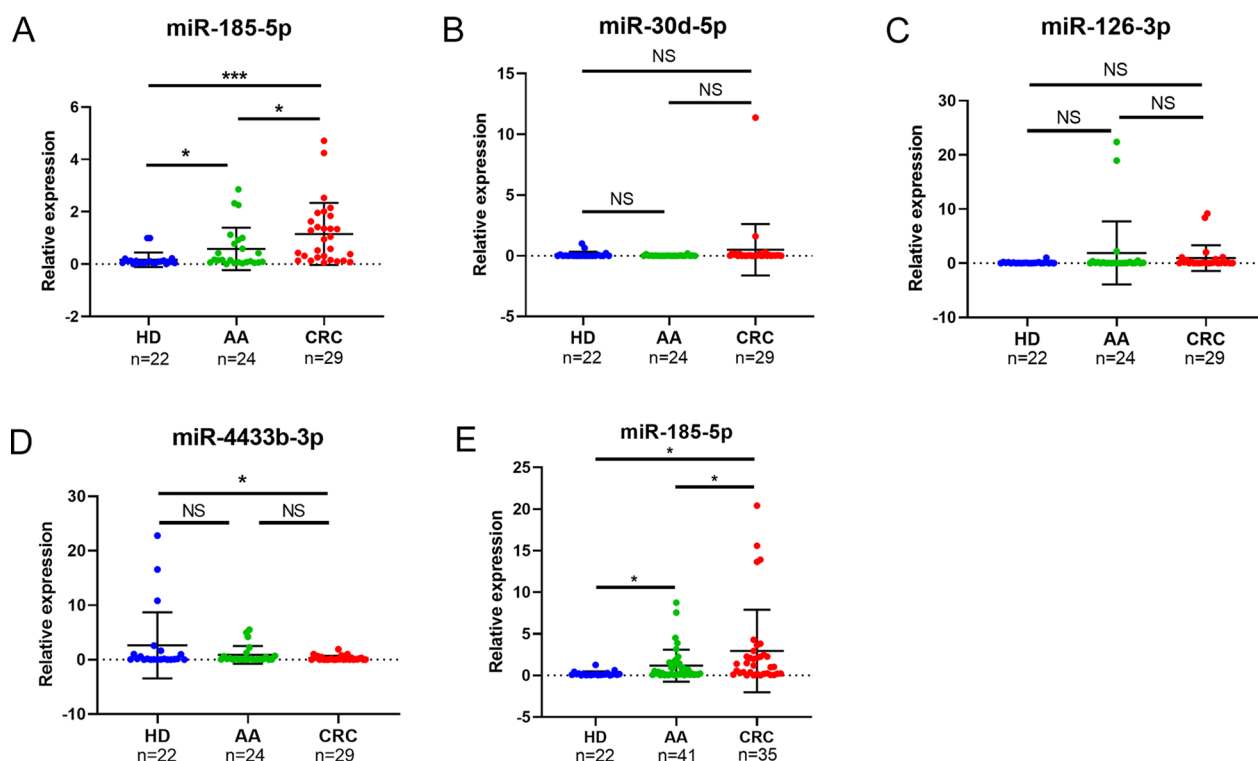 A
miR-185-5p
Relative expression
6
4
2
0
-2
***
*
*
HD
AA
CRC
n=22
n=24
n=29
B
miR-30d-5p
Relative expression
15
10
5
0
-5
NS
NS
NS
HD
AA
CRC
n=22
n=24
n=29
C
miR-126-3p
Relative expression
30
20
10
0
-10
NS
NS
NS
HD
AA
CRC
n=22
n=24
n=29
D
miR-4433b-3p
Relative expression
30
20
10
0
-10
*
NS
NS
HD
AA
CRC
n=22
n=24
n=29
E
miR-185-5p
Relative expression
25
20
15
10
5
0
-5
*
*
*
HD
AA
CRC
n=22
n=41
n=35